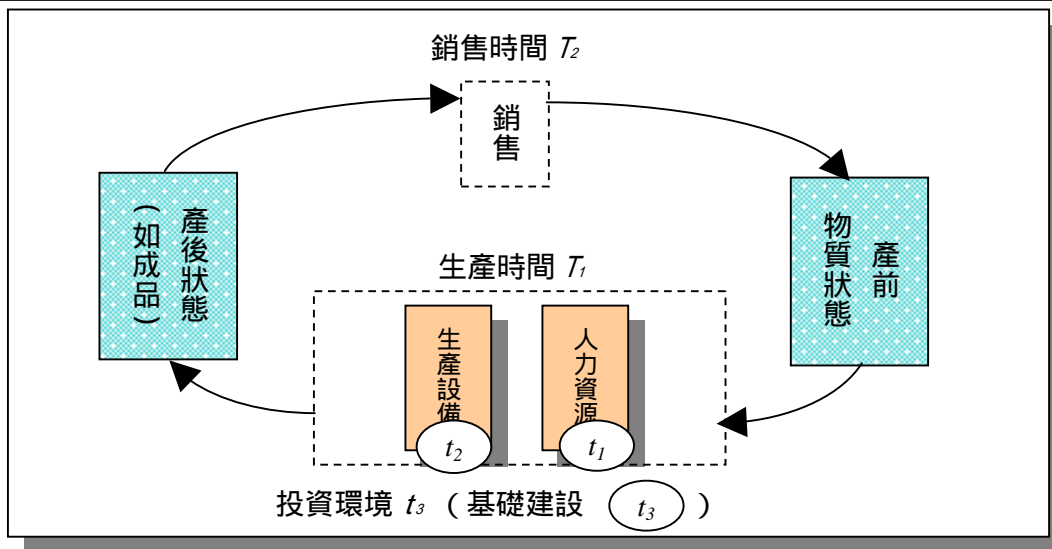 銷售時間 T2
銷售
產後狀態
(如成品)
產前
物質狀態
生產時間 T1
生產設備
人力資源
t2
t1
投資環境 t3 (基礎建設 t3)